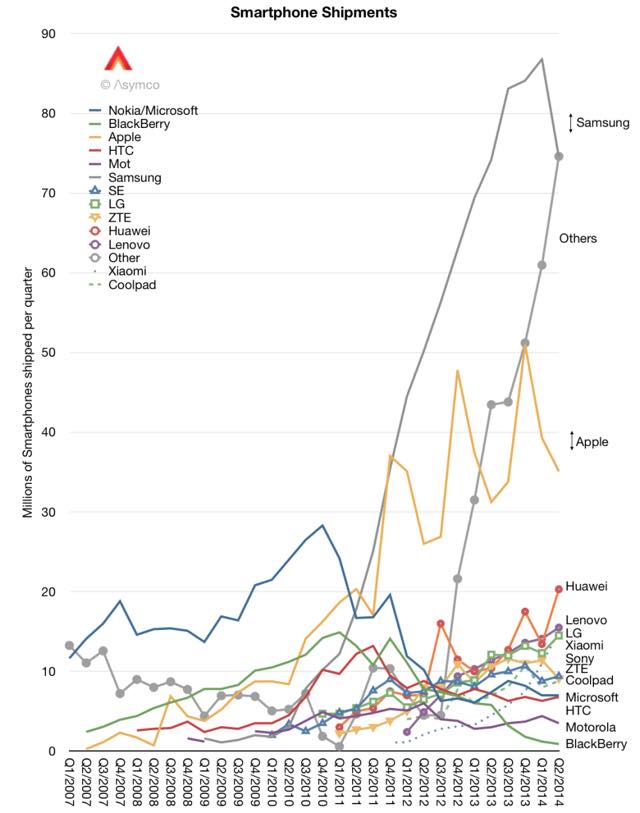 Smartphone Shipments
90
80
70
60
50
40
30
20
10
0
Millions of Smartphones shipped per quarter
© Λsymco
Nokia/Microsoft
BlackBerry
Apple
HTC
Mot
Samsung
SE
LG
ZTE
Huawei
Lenovo
Other
Xiaomi
Coolpad
Samsung
Others
Apple
Huawei
Lenovo
LG
Xiaomi
Sony
ZTE
Coolpad
Microsoft
HTC
Motorola
BlackBerry
Q1/2007
Q2/2007
Q3/2007
Q4/2007
Q1/2008
Q2/2008
Q3/2008
Q4/2008
Q1/2009
Q2/2009
Q3/2009
Q4/2009
Q1/2010
Q2/2010
Q3/2010
Q4/2010
Q1/2011
Q2/2011
Q3/2011
Q4/2011
Q1/2012
Q2/2012
Q3/2012
Q4/2012
Q1/2013
Q2/2013
Q3/2013
Q4/2013
Q1/2014
Q2/2014